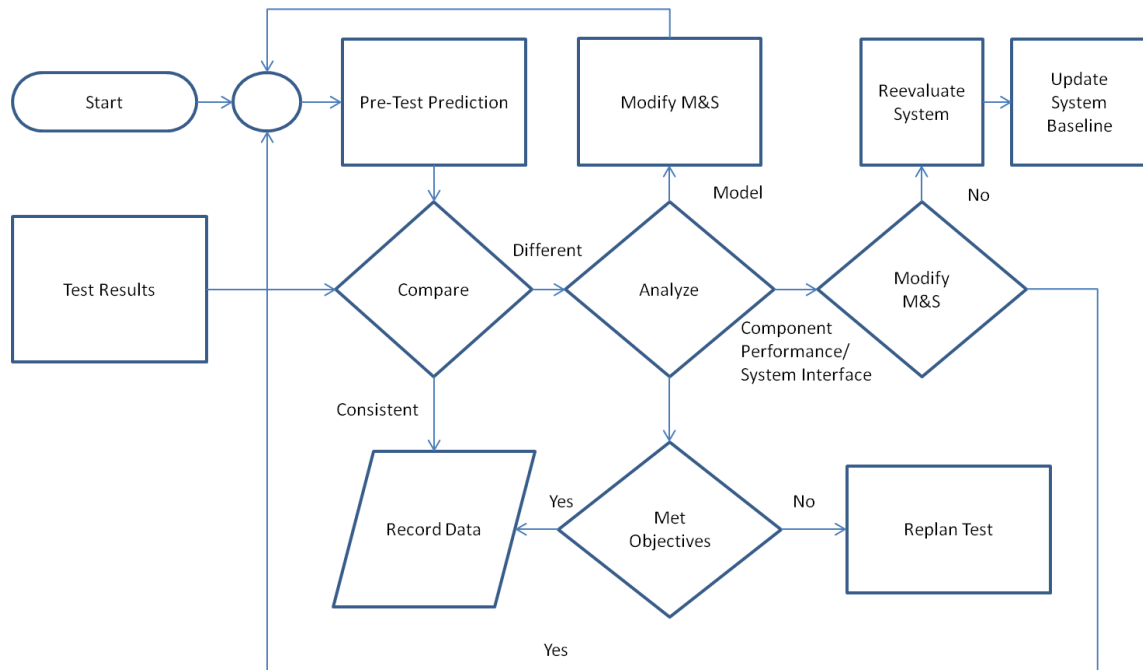 Start
Pre-Test Prediction
Modify M&S
Reevaluate
System
Update
System
Baseline
Model
No
Test Results
Compare
Different
Analyze
Modify
M&S
Component
Performance/
System Interface
Consistent
Record Data
Yes
Met
Objectives
No
Replan Test
Yes